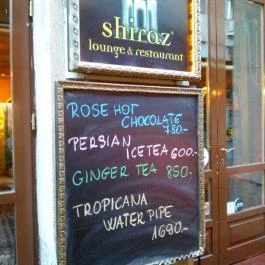 shiraz
lounge & restaurant
ROSE HOT
CHOCOLATE
780.-
PERSIAN
ICETEA 600.-
GINGER TEA 850.-
TROPICANA
WATER PIPE
1690.-